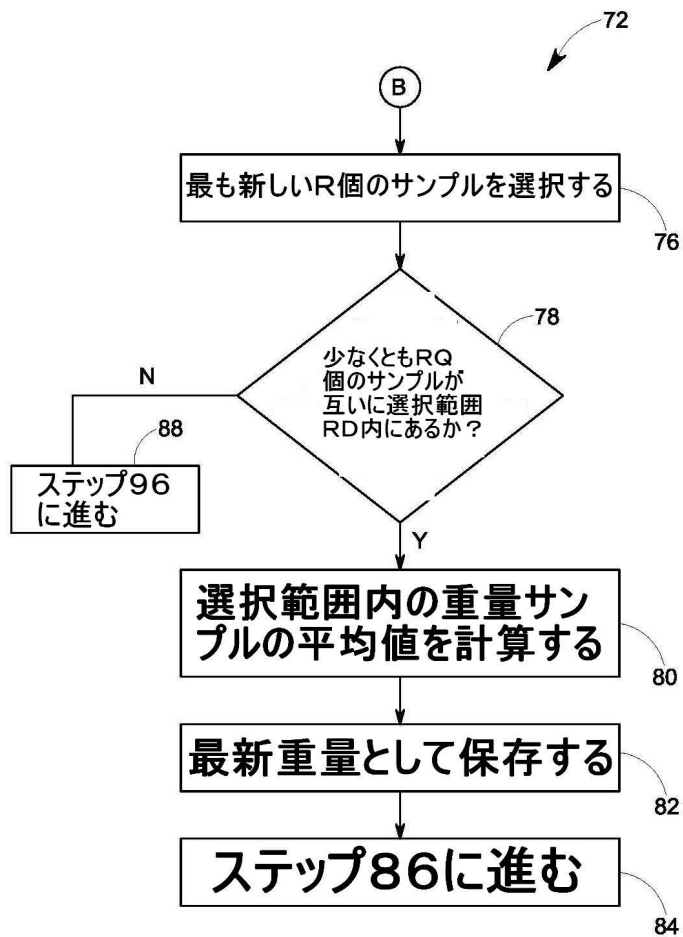 72
B
最も新しいR個のサンプルを選択する
76
78
少なくともRQ
個のサンプルが
互いに選択範囲
RD内にあるか？
N
88
ステップ96
に進む
Y
選択範囲内の重量サン
プルの平均値を計算する
80
最新重量として保存する
82
ステップ86に進む
84